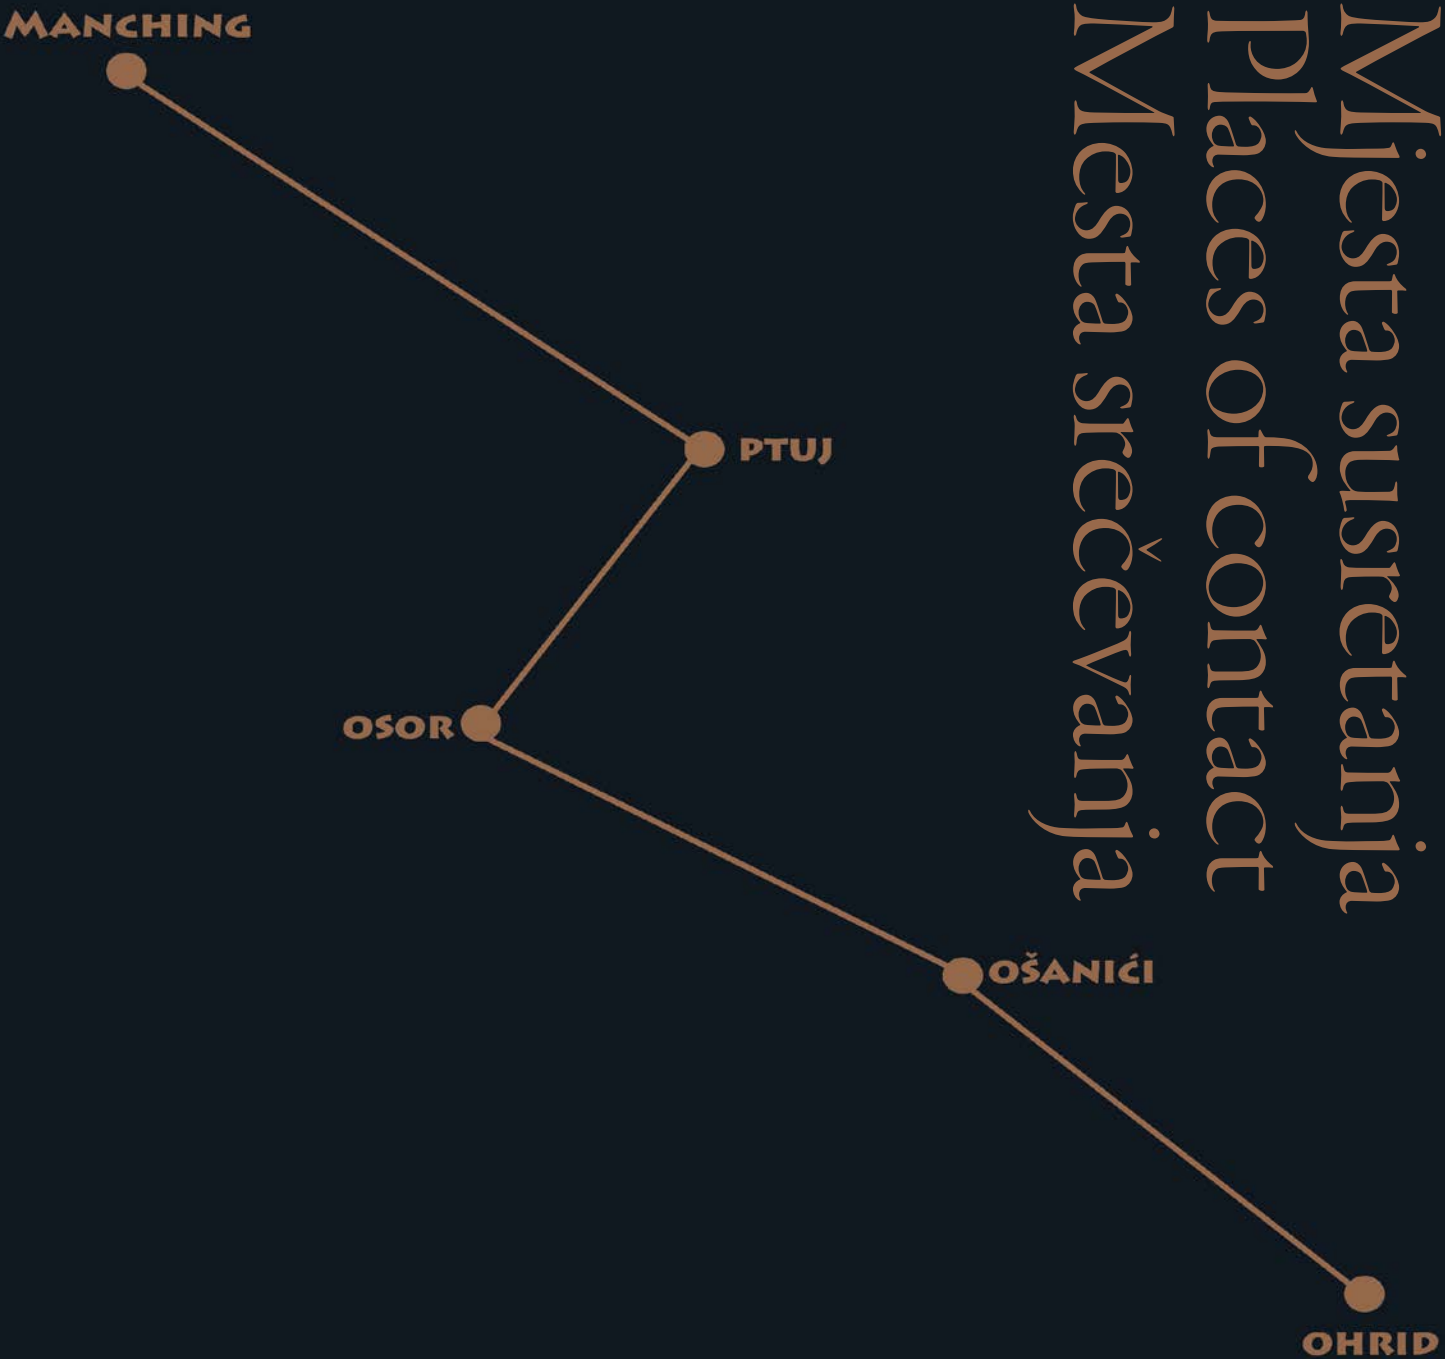 Mjesta susretanja
Places of contact
Mesta srečevanja
MANCHING
PTUJ
OSOR
OŠANIĆI
OHRID